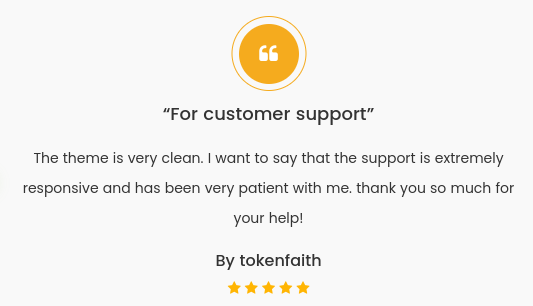 “For customer support”
The theme is very clean. I want to say that the support is extremely
responsive and has been very patient with me. thank you so much for
your help!
By tokenfaith